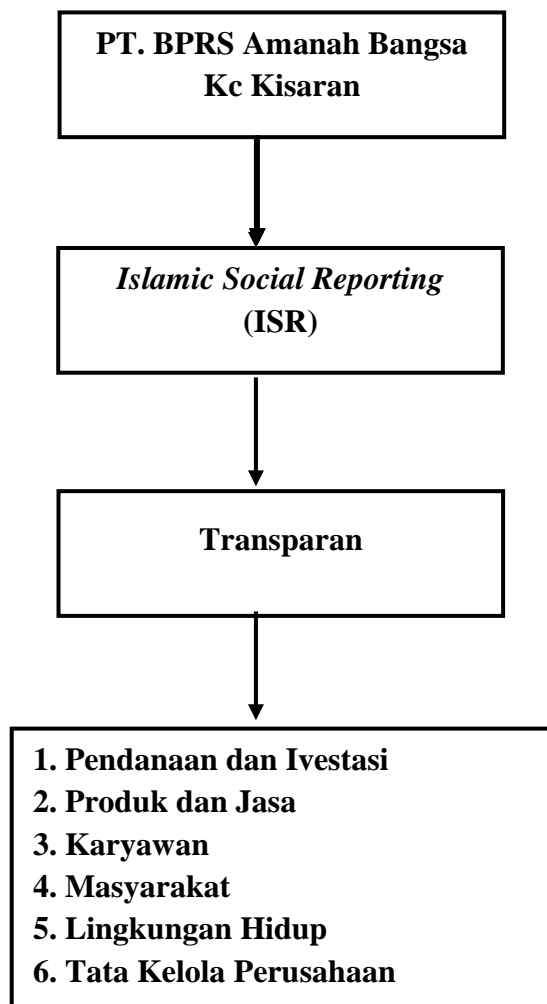 PT. BPRS Amanah Bangsa
Kc Kisaran
Islamic Social Reporting
(ISR)
Transparan
1. Pendanaan dan Ivestasi
2. Produk dan Jasa
3. Karyawan
4. Masyarakat
5. Lingkungan Hidup
6. Tata Kelola Perusahaan